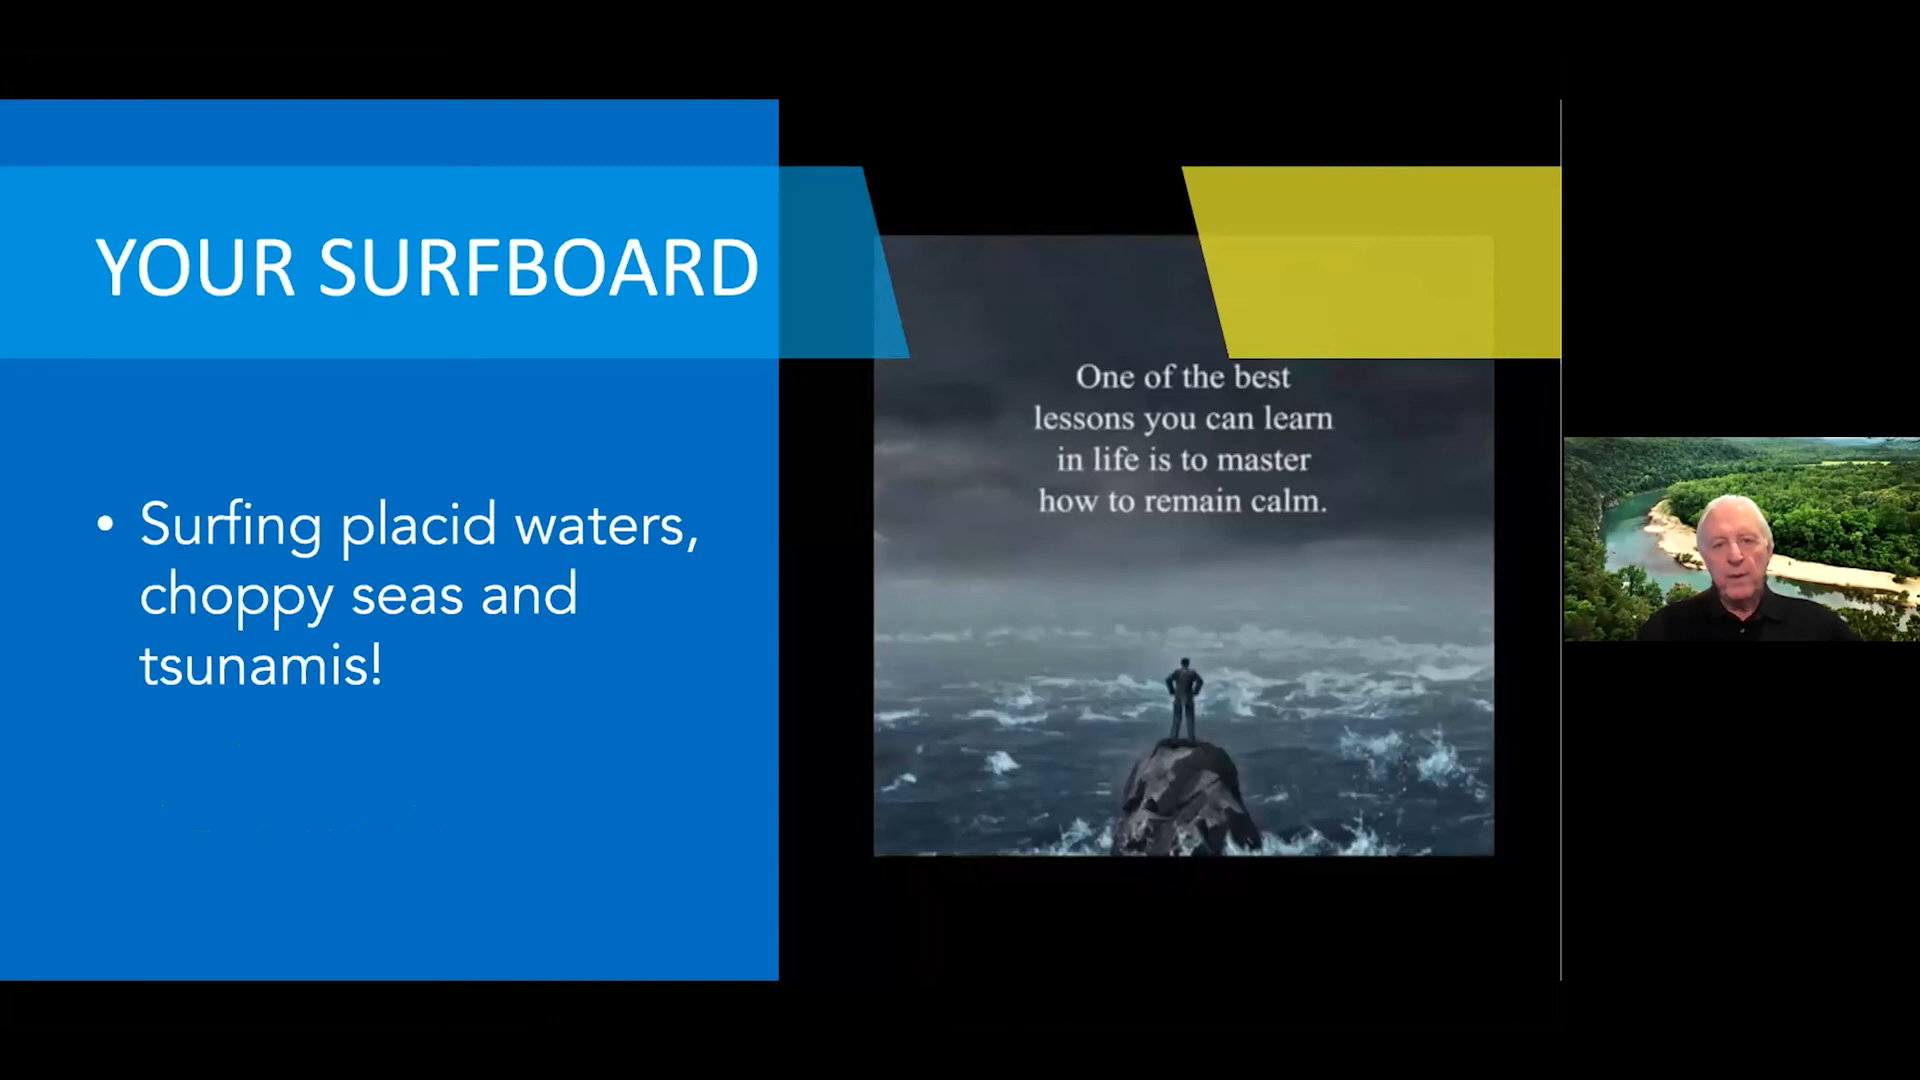 YOUR SURFBOARD
• Surfing placid waters,
choppy seas and
tsunamis!
One of the best
lessons you can learn
in life is to master
how to remain calm.